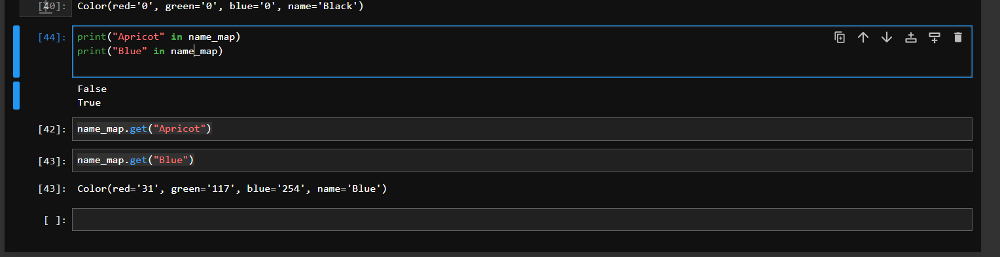 [40]: Color(red='0', green='0', blue='0', name='Black')
[44]: print("Apricot" in name_map)
print("Blue" in name_map)
False
True
[42]: name_map.get("Apricot")
[43]: name_map.get("Blue")
[43]: Color(red='31', green='117', blue='254', name='Blue')
[ ]: